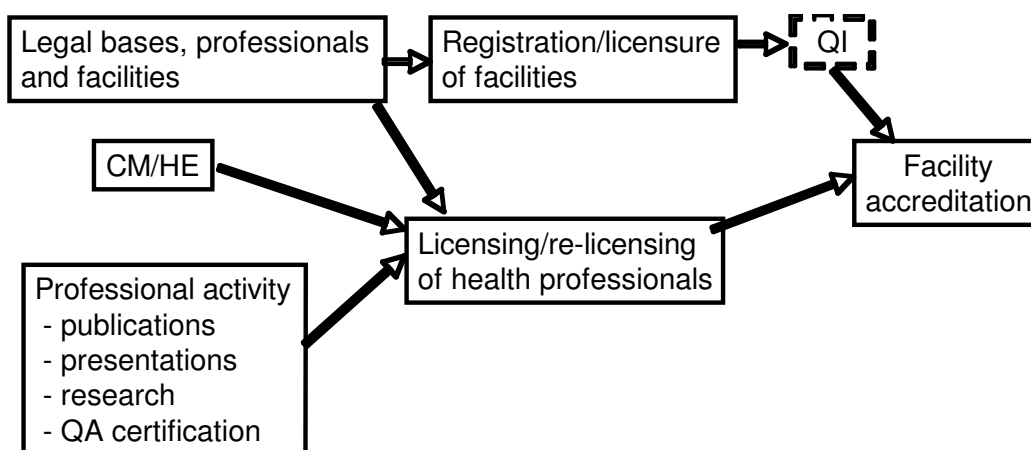 Legal bases, professionals
and facilities
Registration/licensure
of facilities
QI
CM/HE
Facility
accreditation
Licensing/re-licensing
of health professionals
Professional activity
- publications
- presentations
- research
- QA certification